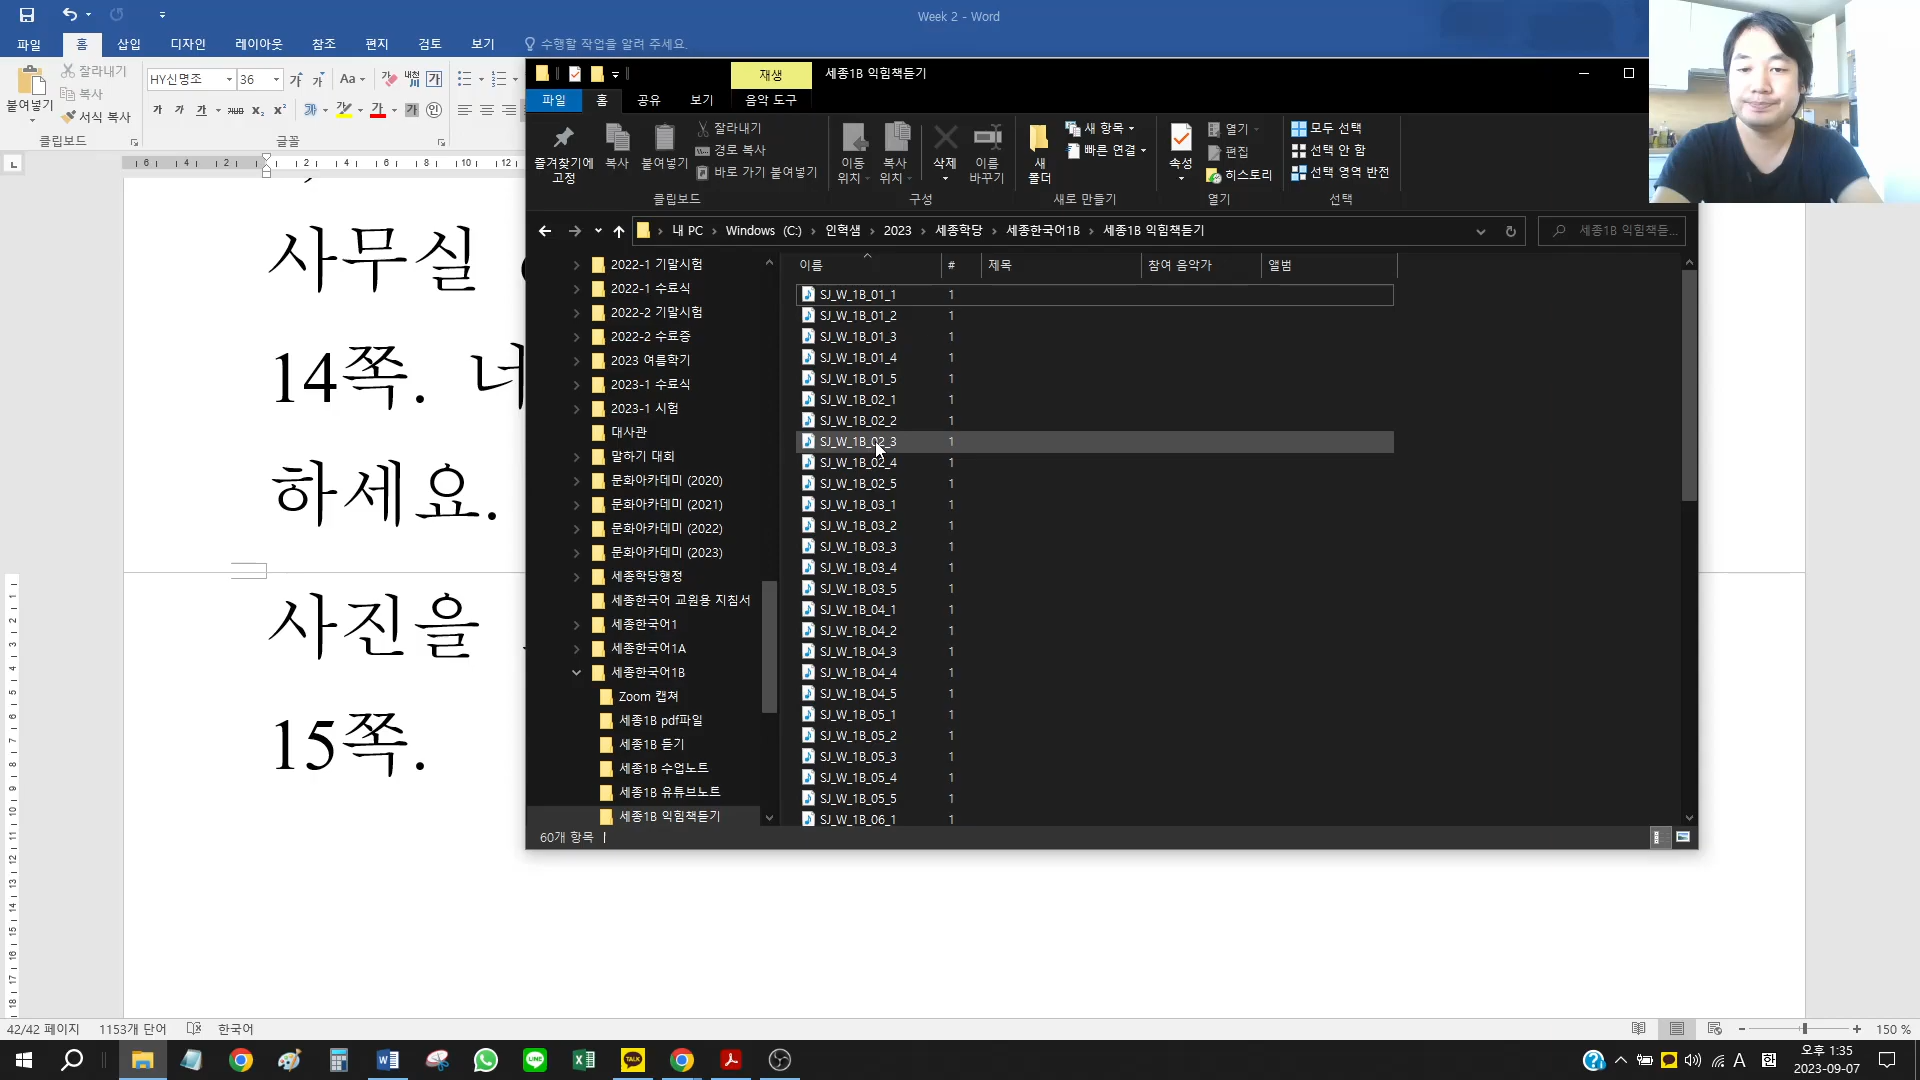 Week 2 - Word
파일 홈 삽입 디자인 레이아웃 참조 편지 검토 보기 수행할 작업을 알려 주세요.
붙여넣기
잘라내기
복사
서식 복사
클립보드
HY신명조 36
글꼴
재생 세종1B 익힘책듣기
파일 홈 공유 보기 음악 도구
즐겨찾기에 고정
복사
붙여넣기
잘라내기
경로 복사
바로 가기 붙여넣기
클립보드
이동 위치
복사 위치
삭제
이름 바꾸기
구성
새 폴더
새 항목
빠른 연결
새로 만들기
속성
열기
편집
히스토리
열기
모두 선택
선택 안 함
선택 영역 반전
선택
내 PC Windows (C:) 인혁샘 2023 세종학당 세종한국어1B 세종1B 익힘책듣기
세종1B 익힘책듣...
2022-1 기말시험
2022-1 수료식
2022-2 기말시험
2022-2 수료증
2023 여름학기
2023-1 수료식
2023-1 시험
대사관
말하기 대회
문화아카데미 (2020)
문화아카데미 (2021)
문화아카데미 (2022)
문화아카데미 (2023)
세종학당행정
세종한국어 교원용 지침서
세종한국어1
세종한국어1A
세종한국어1B
Zoom 캡쳐
세종1B pdf파일
세종1B 듣기
세종1B 수업노트
세종1B 유튜브노트
세종1B 익힘책듣기
이름 # 제목 참여 음악가 앨범
SJ_W_1B_01_1 1
SJ_W_1B_01_2 1
SJ_W_1B_01_3 1
SJ_W_1B_01_4 1
SJ_W_1B_01_5 1
SJ_W_1B_02_1 1
SJ_W_1B_02_2 1
SJ_W_1B_02_3 1
SJ_W_1B_02_4 1
SJ_W_1B_02_5 1
SJ_W_1B_03_1 1
SJ_W_1B_03_2 1
SJ_W_1B_03_3 1
SJ_W_1B_03_4 1
SJ_W_1B_03_5 1
SJ_W_1B_04_1 1
SJ_W_1B_04_2 1
SJ_W_1B_04_3 1
SJ_W_1B_04_4 1
SJ_W_1B_04_5 1
SJ_W_1B_05_1 1
SJ_W_1B_05_2 1
SJ_W_1B_05_3 1
SJ_W_1B_05_4 1
SJ_W_1B_05_5 1
SJ_W_1B_06_1 1
60개 항목
사무실
14쪽. 너
하세요.
사진을
15쪽.
42/42 페이지 1153개 단어 한국어
150 %
오후 1:35
2023-09-07